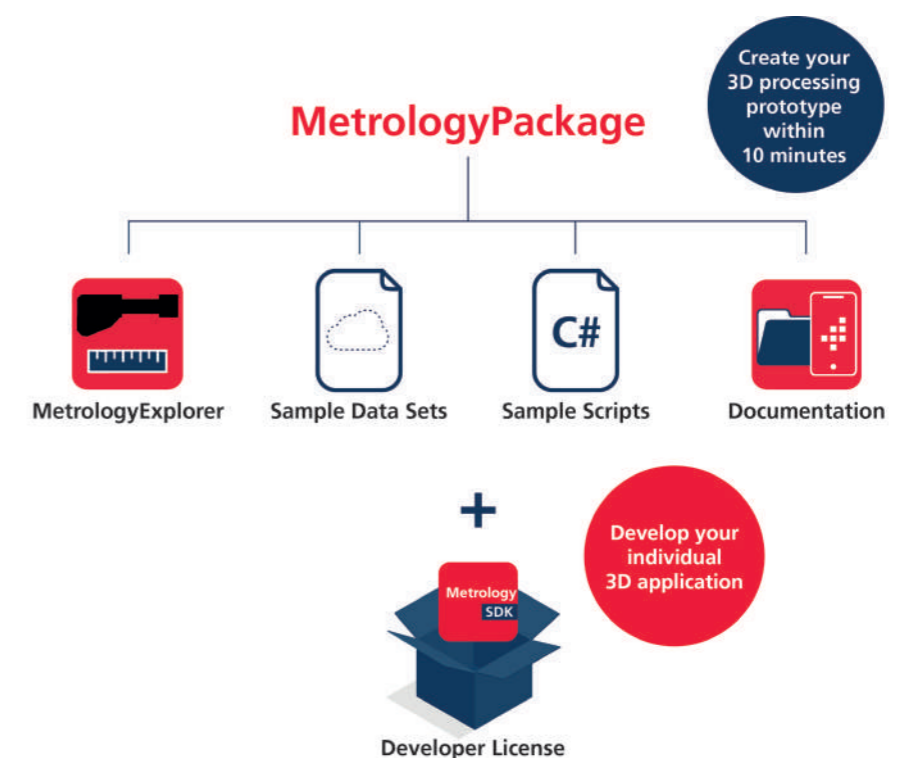 Create your
3D processing
prototype
within
10 minutes
MetrologyPackage
C#
MetrologyExplorer
Sample Data Sets
Sample Scripts
Documentation
+
Develop your
individual
3D application
Metrology
SDK
Developer License